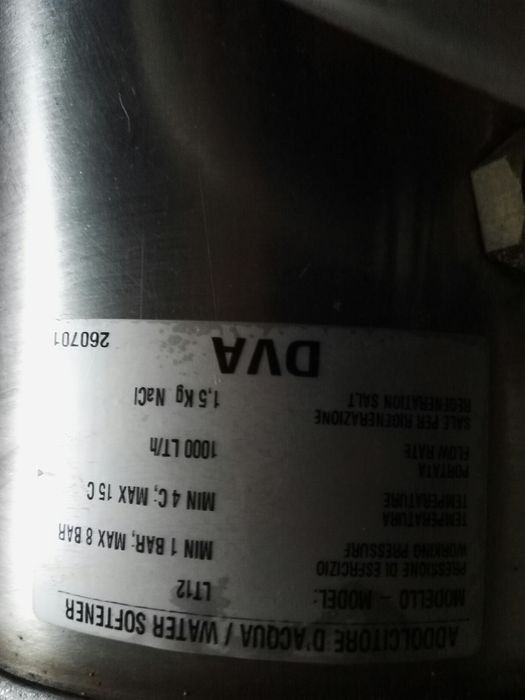 ADDOLCITORE D'ACQUA / WATER SOFTENER
MODELLO - MODEL: LT12
PRESSIONE DI ESERCIZIO
WORKING PRESSURE MIN 1 BAR; MAX 8 BAR
TEMPERATURA
TEMPERATURE MIN 4 C; MAX 15 C
PORTATA
FLOW RATE 1000 LT/h
SALE PER RIGENERAZIONE
REGENERATION SALT 1,5 Kg NaCl
DVA 260701